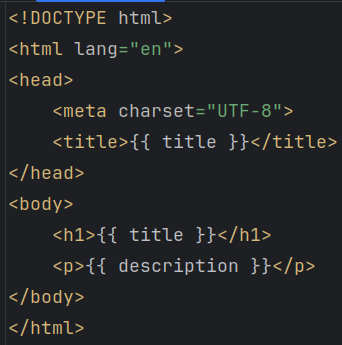 <!DOCTYPE html>
<html lang="en">
<head>
    <meta charset="UTF-8">
    <title>{{ title }}</title>
</head>
<body>
    <h1>{{ title }}</h1>
    <p>{{ description }}</p>
</body>
</html>